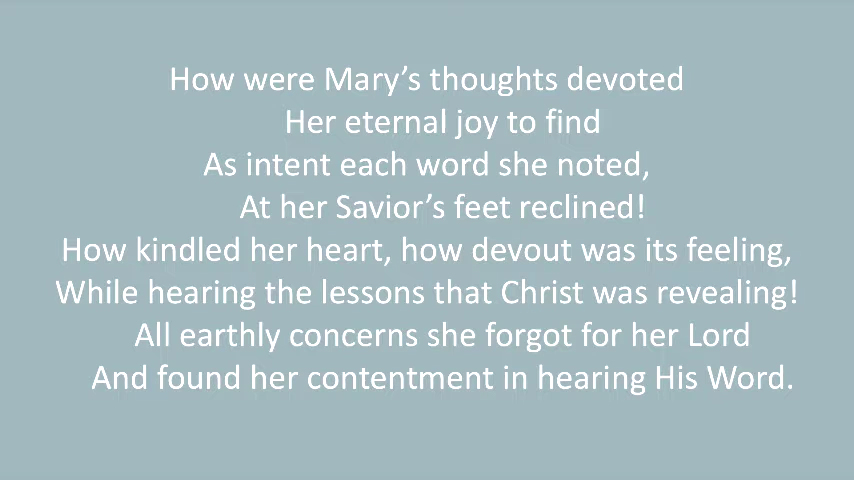 How were Mary’s thoughts devoted
Her eternal joy to find
As intent each word she noted,
At her Savior’s feet reclined!
How kindled her heart, how devout was its feeling,
While hearing the lessons that Christ was revealing!
All earthly concerns she forgot for her Lord
And found her contentment in hearing His Word.